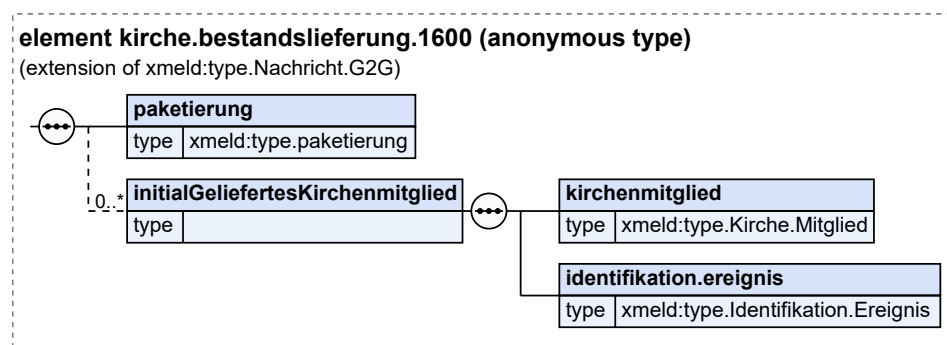 element kirche.bestandslieferung.1600 (anonymous type)
(extension of xmeld:type.Nachricht.G2G)
paketierung
type xmeld:type.paketierung
0..*
initialGeliefertesKirchenmitglied
type
kirchenmitglied
type xmeld:type.Kirche.Mitglied
identifikation.ereignis
type xmeld:type.Identifikation.Ereignis